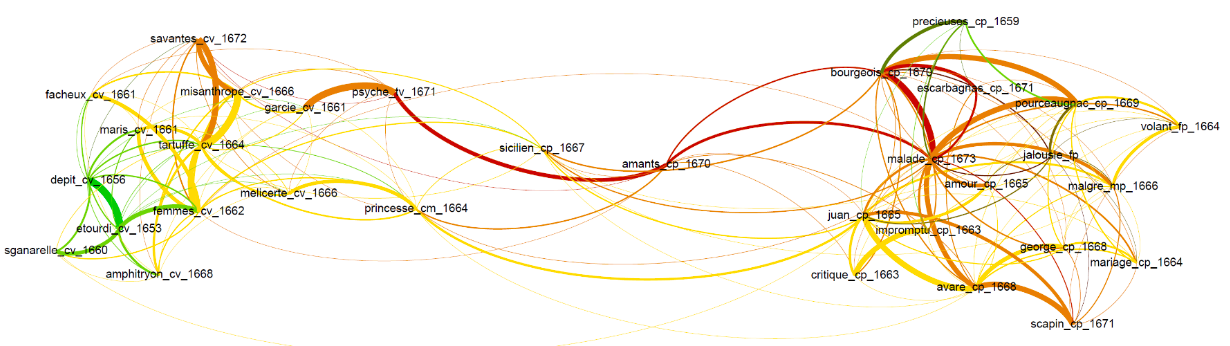 precieuses_cp_1659
savantes_cv_1672
bourgeois_cp_1670
escarbagnas_cp_1671
misanthrope_cv_1666
psyche_tv_1671
facheux_cv_1661
garcie_cv_1661
pourceaugnac_cp_1669
volant_fp_1664
maris_cv_1661
tartuffe_cv_1664
sicilien_cp_1667
amants_cp_1670
malade_cp_1673
jalousie_fp
depit_cv_1656
melicerte_cv_1666
amour_cp_1665
malgre_mp_1666
femmes_cv_1662
princesse_cm_1664
juan_cp_1665
etourdi_cv_1653
impromptu_cp_1663
sganarelle_cv_1660
george_cp_1668
mariage_cp_1664
amphitryon_cv_1668
critique_cp_1663
avare_cp_1668
scapin_cp_1671